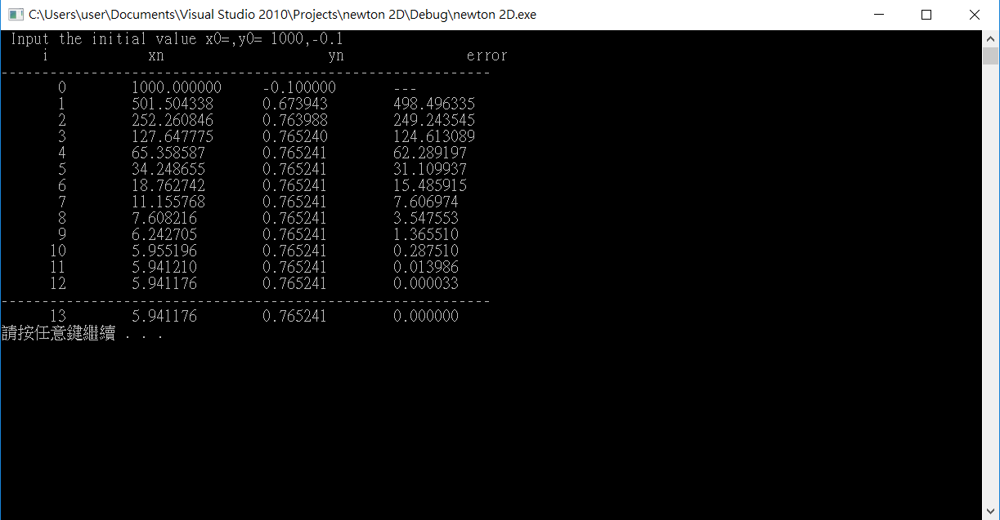 C:\Users\user\Documents\Visual Studio 2010\Projects\newton 2D\Debug\newton 2D.exe
Input the initial value x0=,y0= 1000,-0.1
i xn yn error
------------------------------------------------------------
0 1000.000000 -0.100000 ---
1 501.504338 0.673943 498.496335
2 252.260846 0.763988 249.243545
3 127.647775 0.765240 124.613089
4 65.358587 0.765241 62.289197
5 34.248655 0.765241 31.109937
6 18.762742 0.765241 15.485915
7 11.155768 0.765241 7.606974
8 7.608216 0.765241 3.547553
9 6.242705 0.765241 1.365510
10 5.955196 0.765241 0.287510
11 5.941210 0.765241 0.013986
12 5.941176 0.765241 0.000033
------------------------------------------------------------
13 5.941176 0.765241 0.000000
請按任意鍵繼續 . . .